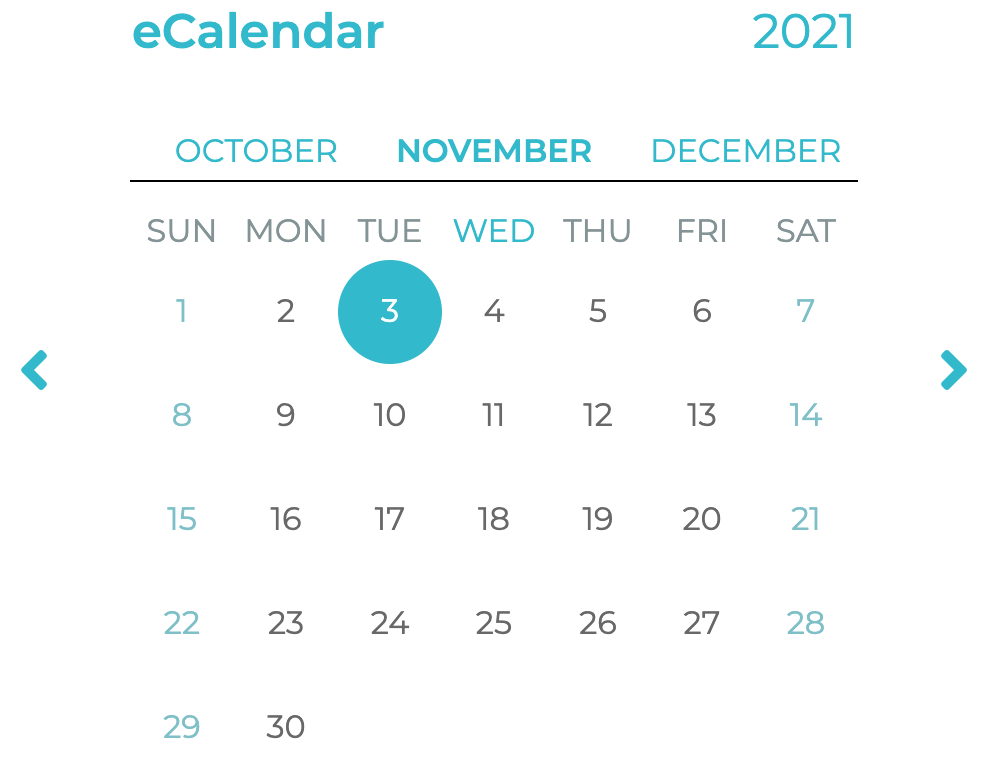 eCalendar 2021
OCTOBER NOVEMBER DECEMBER
SUN MON TUE WED THU FRI SAT
1 2 3 4 5 6 7
8 9 10 11 12 13 14
15 16 17 18 19 20 21
22 23 24 25 26 27 28
29 30